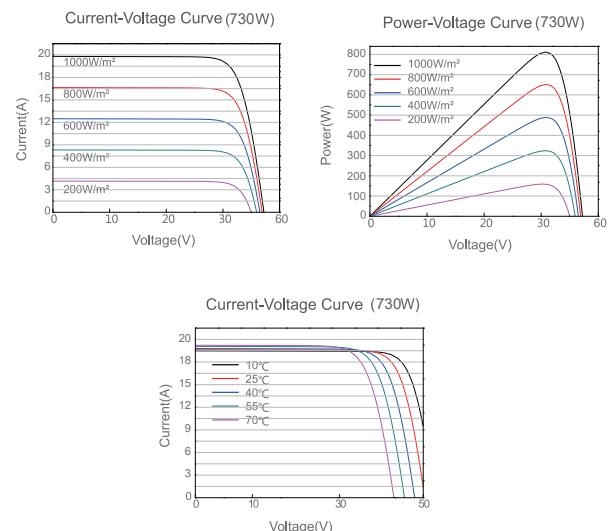 Current-Voltage Curve (730W)
20
18
15
12
9
6
3
0
1000W/m²
800W/m²
600W/m²
400W/m²
200W/m²
0 10 20 30 60
Current(A)
Voltage(V)
Power-Voltage Curve (730W)
800
700
600
500
400
300
200
100
0
1000W/m²
800W/m²
600W/m²
400W/m²
200W/m²
0 10 20 30 40 60
Power(W)
Voltage(V)
Current-Voltage Curve (730W)
20
18
15
12
9
6
3
0
10℃
25℃
40℃
55℃
70℃
0 10 30 50
Current(A)
Voltage(V)